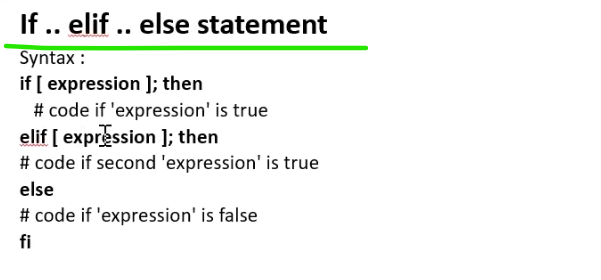 If .. elif .. else statement
Syntax :
if [ expression ]; then
# code if 'expression' is true
elif [ expression ]; then
# code if second 'expression' is true
else
# code if 'expression' is false
fi